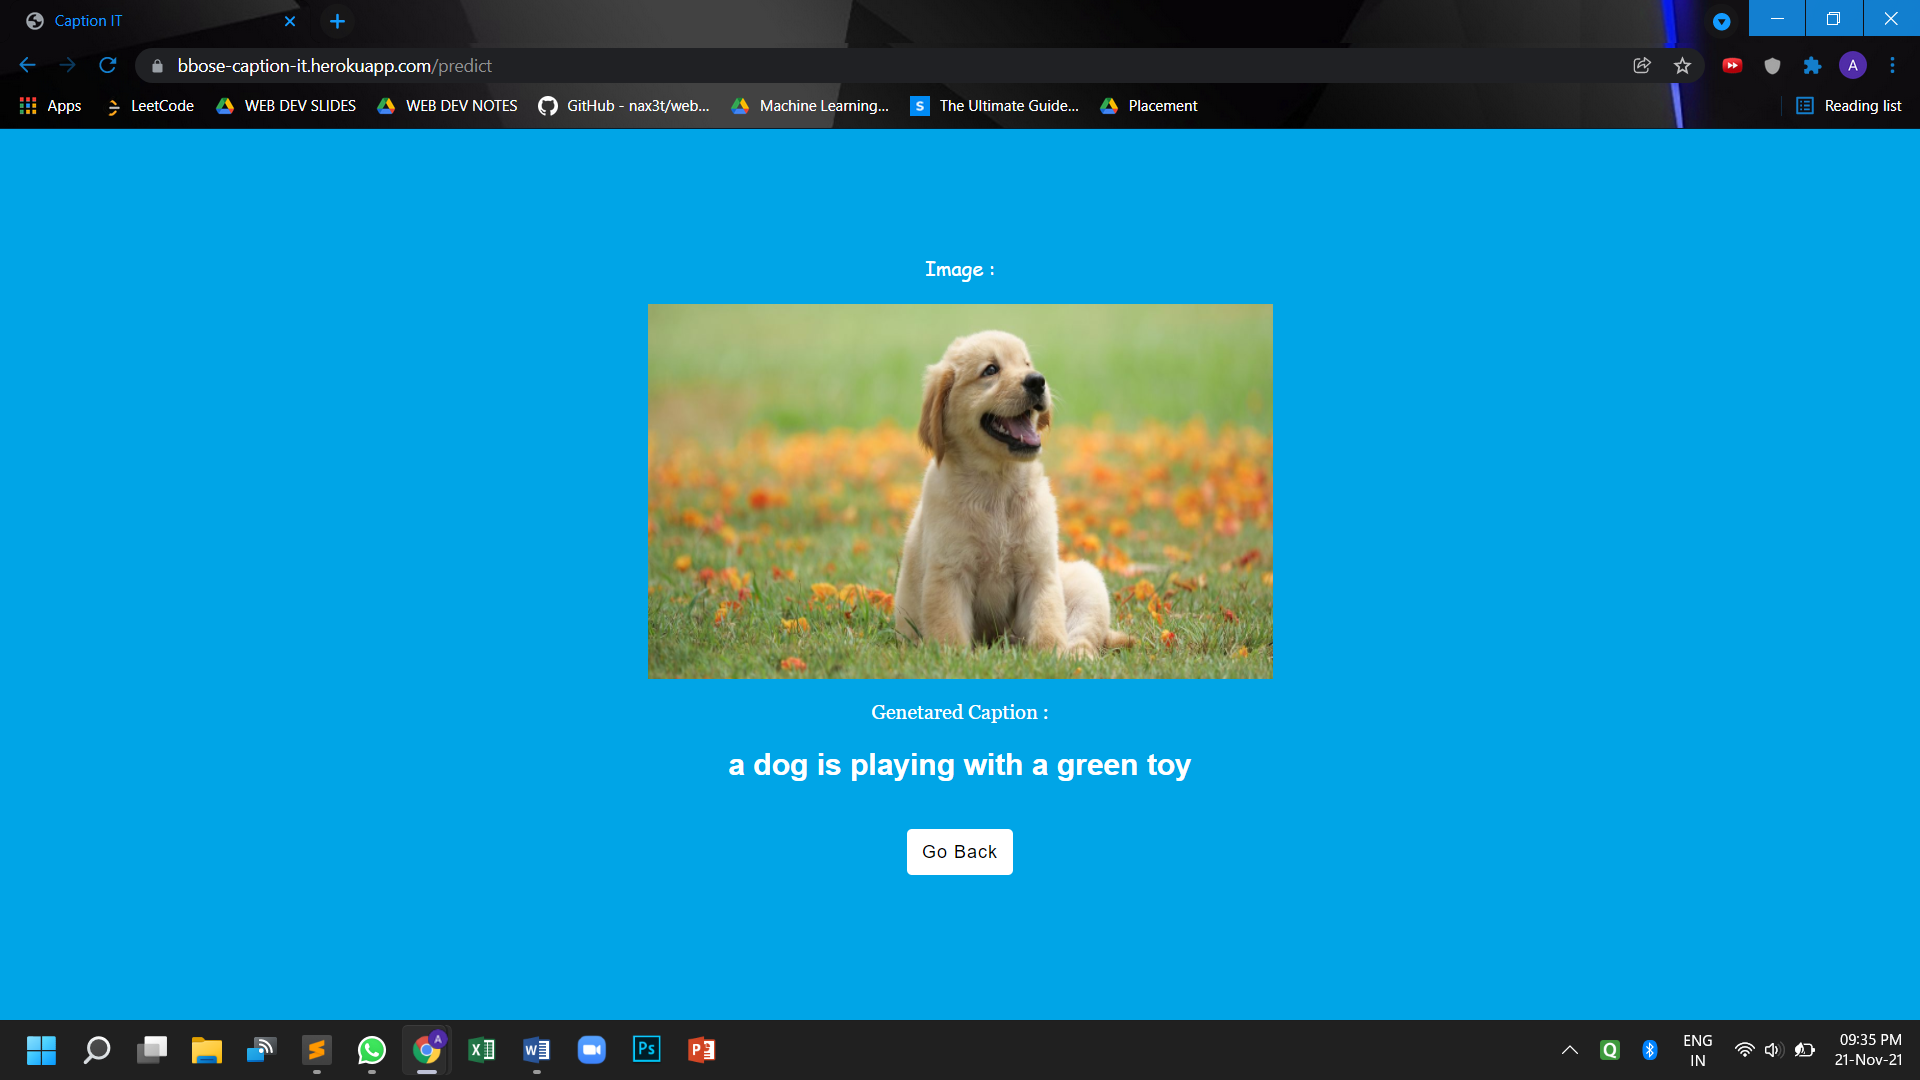 Caption IT
bbose-caption-it.herokuapp.com/predict
A
Apps LeetCode WEB DEV SLIDES WEB DEV NOTES GitHub - nax3t/web... Machine Learning... S The Ultimate Guide... Placement Reading list
Image :
Genetared Caption :
a dog is playing with a green toy
Go Back
A
Ps
ENG
IN
09:35 PM
21-Nov-21